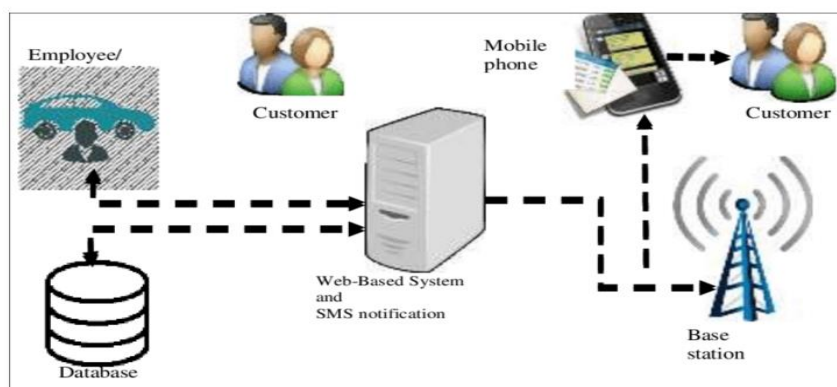 Employee/
Customer
Mobile
phone
Customer
Web-Based System
and
SMS notification
Base
station
Database